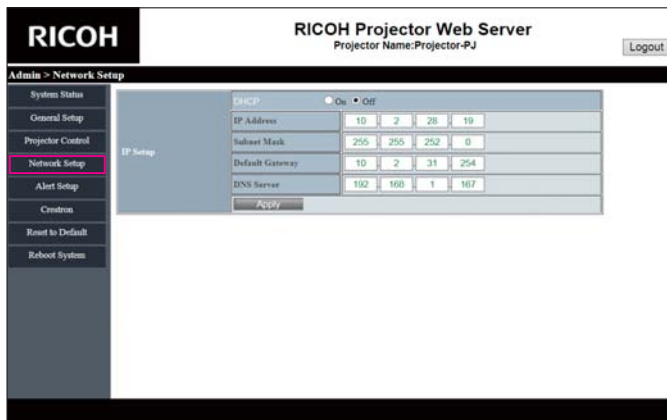 RICOH
RICOH Projector Web Server
Projector Name:Projector-PJ
Logout
Admin > Network Setup
System Status
General Setup
Projector Control
Network Setup
Alert Setup
Crestron
Reset to Default
Reboot System
IP Setup
DHCP On Off
IP Address 10 . 2 . 28 . 19
Subnet Mask 255 . 255 . 252 . 0
Default Gateway 10 . 2 . 31 . 254
DNS Server 192 . 168 . 1 . 167
Apply